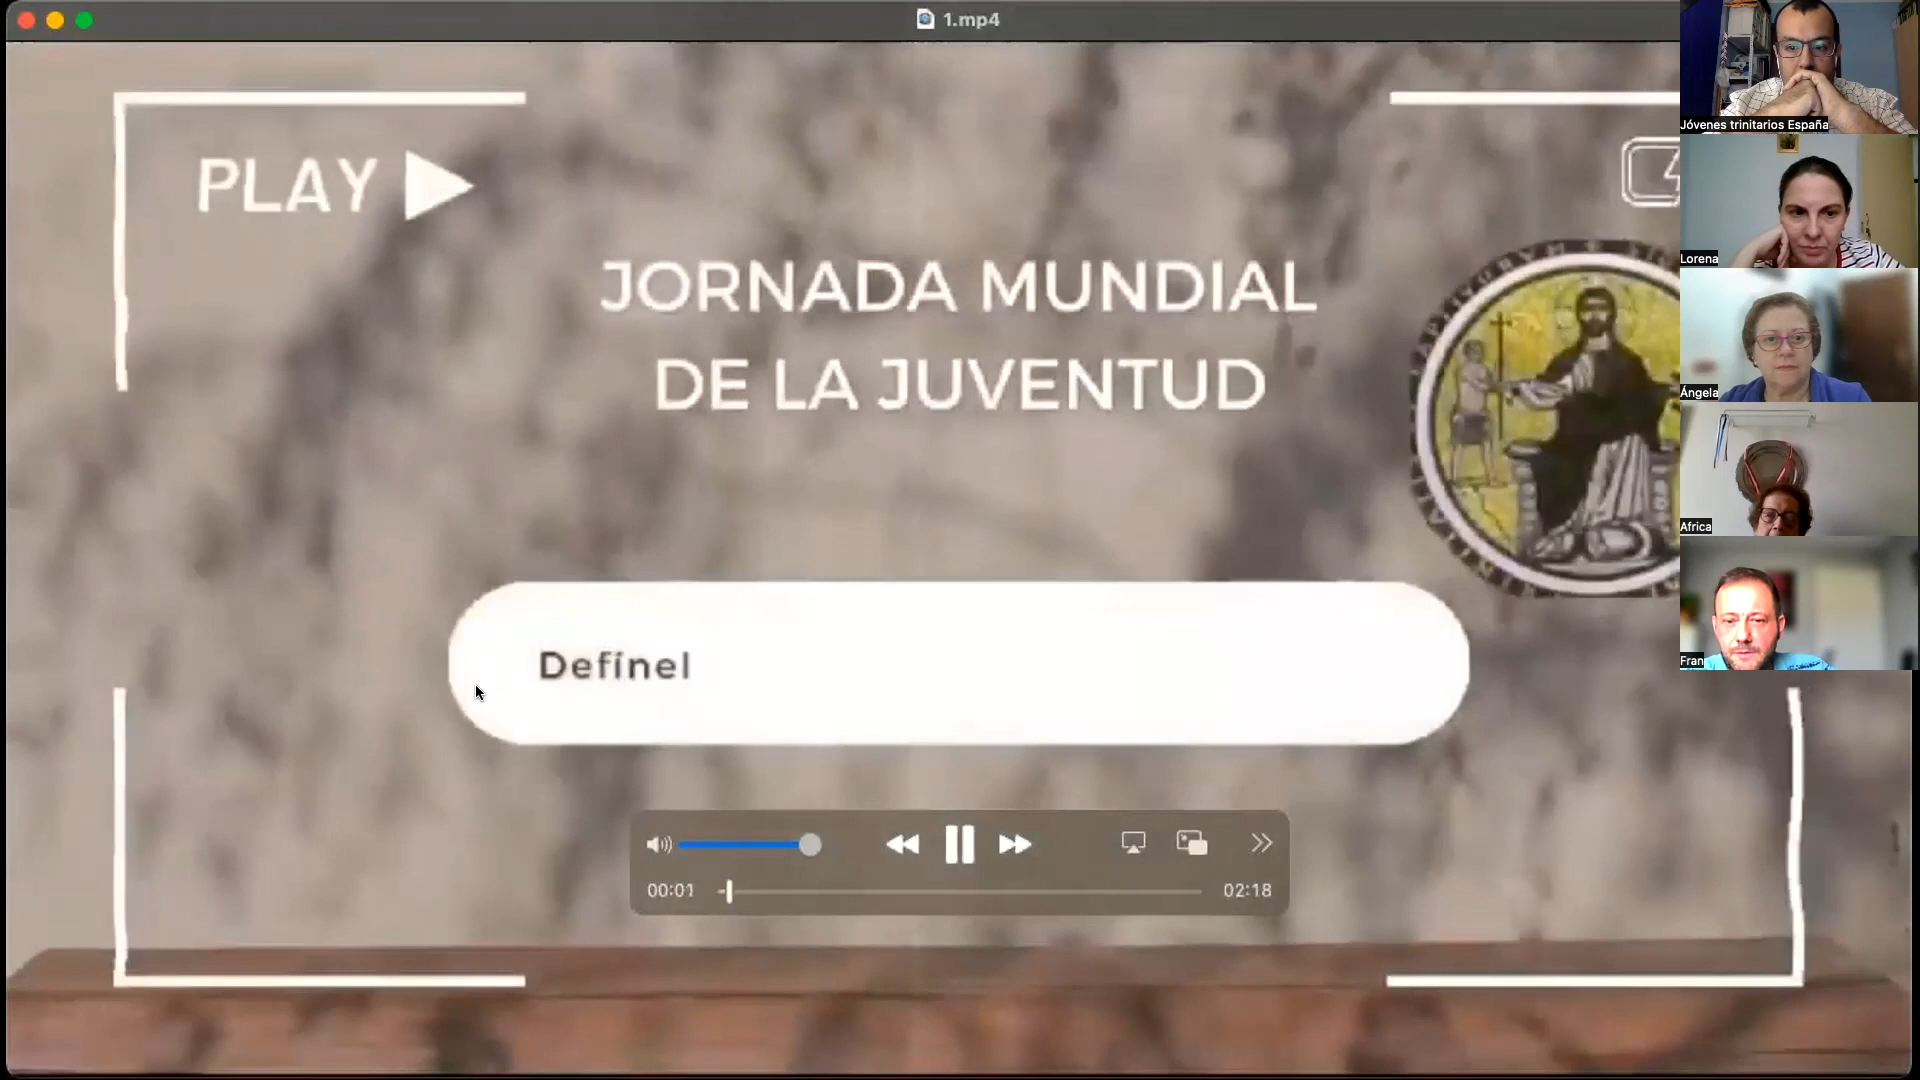 1.mp4
PLAY
JORNADA MUNDIAL
DE LA JUVENTUD
Defínel
00:01
02:18
Jóvenes trinitarios España
Lorena
Ángela
Africa
Fran